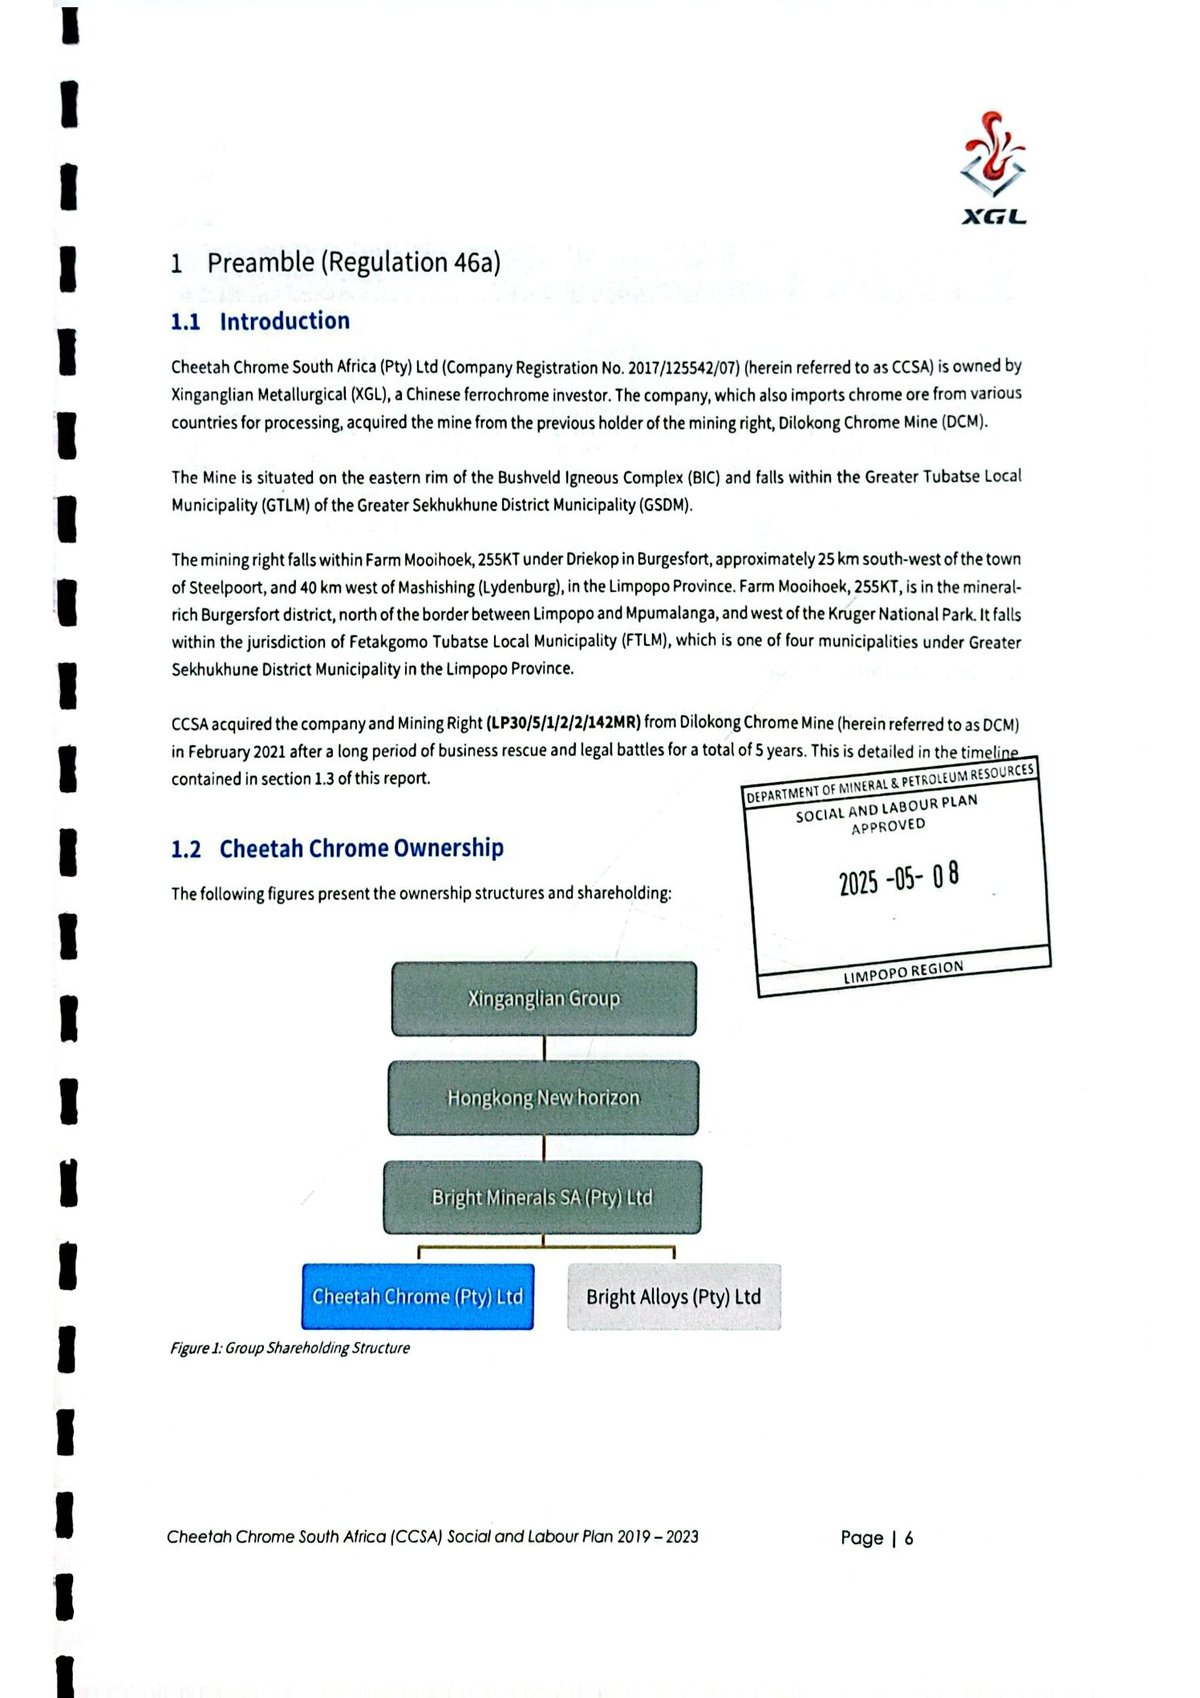 XGL
1 Preamble (Regulation 46a)
1.1 Introduction
Cheetah Chrome South Africa (Pty) Ltd (Company Registration No. 2017/125542/07) (herein referred to as CCSA) is owned by
Xinganglian Metallurgical (XGL), a Chinese ferrochrome investor. The company, which also imports chrome ore from various
countries for processing, acquired the mine from the previous holder of the mining right, Dilokong Chrome Mine (DCM).
The Mine is situated on the eastern rim of the Bushveld Igneous Complex (BIC) and falls within the Greater Tubatse Local
Municipality (GTLM) of the Greater Sekhukhune District Municipality (GSDM).
The mining right falls within Farm Mooihoek, 255KT under Driekop in Burgesfort, approximately 25 km south-west of the town
of Steelpoort, and 40 km west of Mashishing (Lydenburg), in the Limpopo Province. Farm Mooihoek, 255KT, is in the mineral-
rich Burgersfort district, north of the border between Limpopo and Mpumalanga, and west of the Kruger National Park. It falls
within the jurisdiction of Fetakgomo Tubatse Local Municipality (FTLM), which is one of four municipalities under Greater
Sekhukhune District Municipality in the Limpopo Province.
CCSA acquired the company and Mining Right (LP30/5/1/2/2/142MR) from Dilokong Chrome Mine (herein referred to as DCM)
in February 2021 after a long period of business rescue and legal battles for a total of 5 years. This is detailed in the timeline
contained in section 1.3 of this report.
DEPARTMENT OF MINERAL & PETROLEUM RESOURCES
SOCIAL AND LABOUR PLAN
APPROVED
2025 -05- 08
LIMPOPO REGION
1.2 Cheetah Chrome Ownership
The following figures present the ownership structures and shareholding:
Xinganglian Group
Hongkong New horizon
Bright Minerals SA (Pty) Ltd
Cheetah Chrome (Pty) Ltd
Bright Alloys (Pty) Ltd
Figure 1: Group Shareholding Structure
Cheetah Chrome South Africa (CCSA) Social and Labour Plan 2019 – 2023
Page | 6